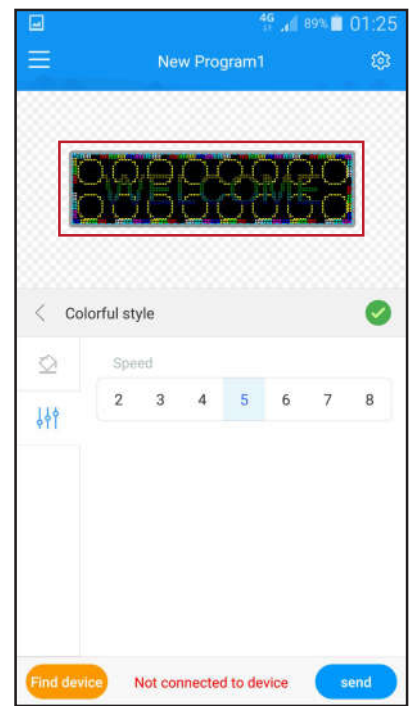 4G 89% 01:25
New Program1
WELCOME
Colorful style
Speed
2 3 4 5 6 7 8
Find device Not connected to device send